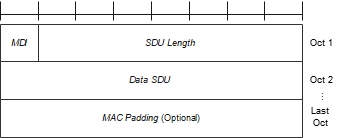 MDI SDU Length Oct 1
Data SDU Oct 2
⋮
MAC Padding (Optional) Last
Oct